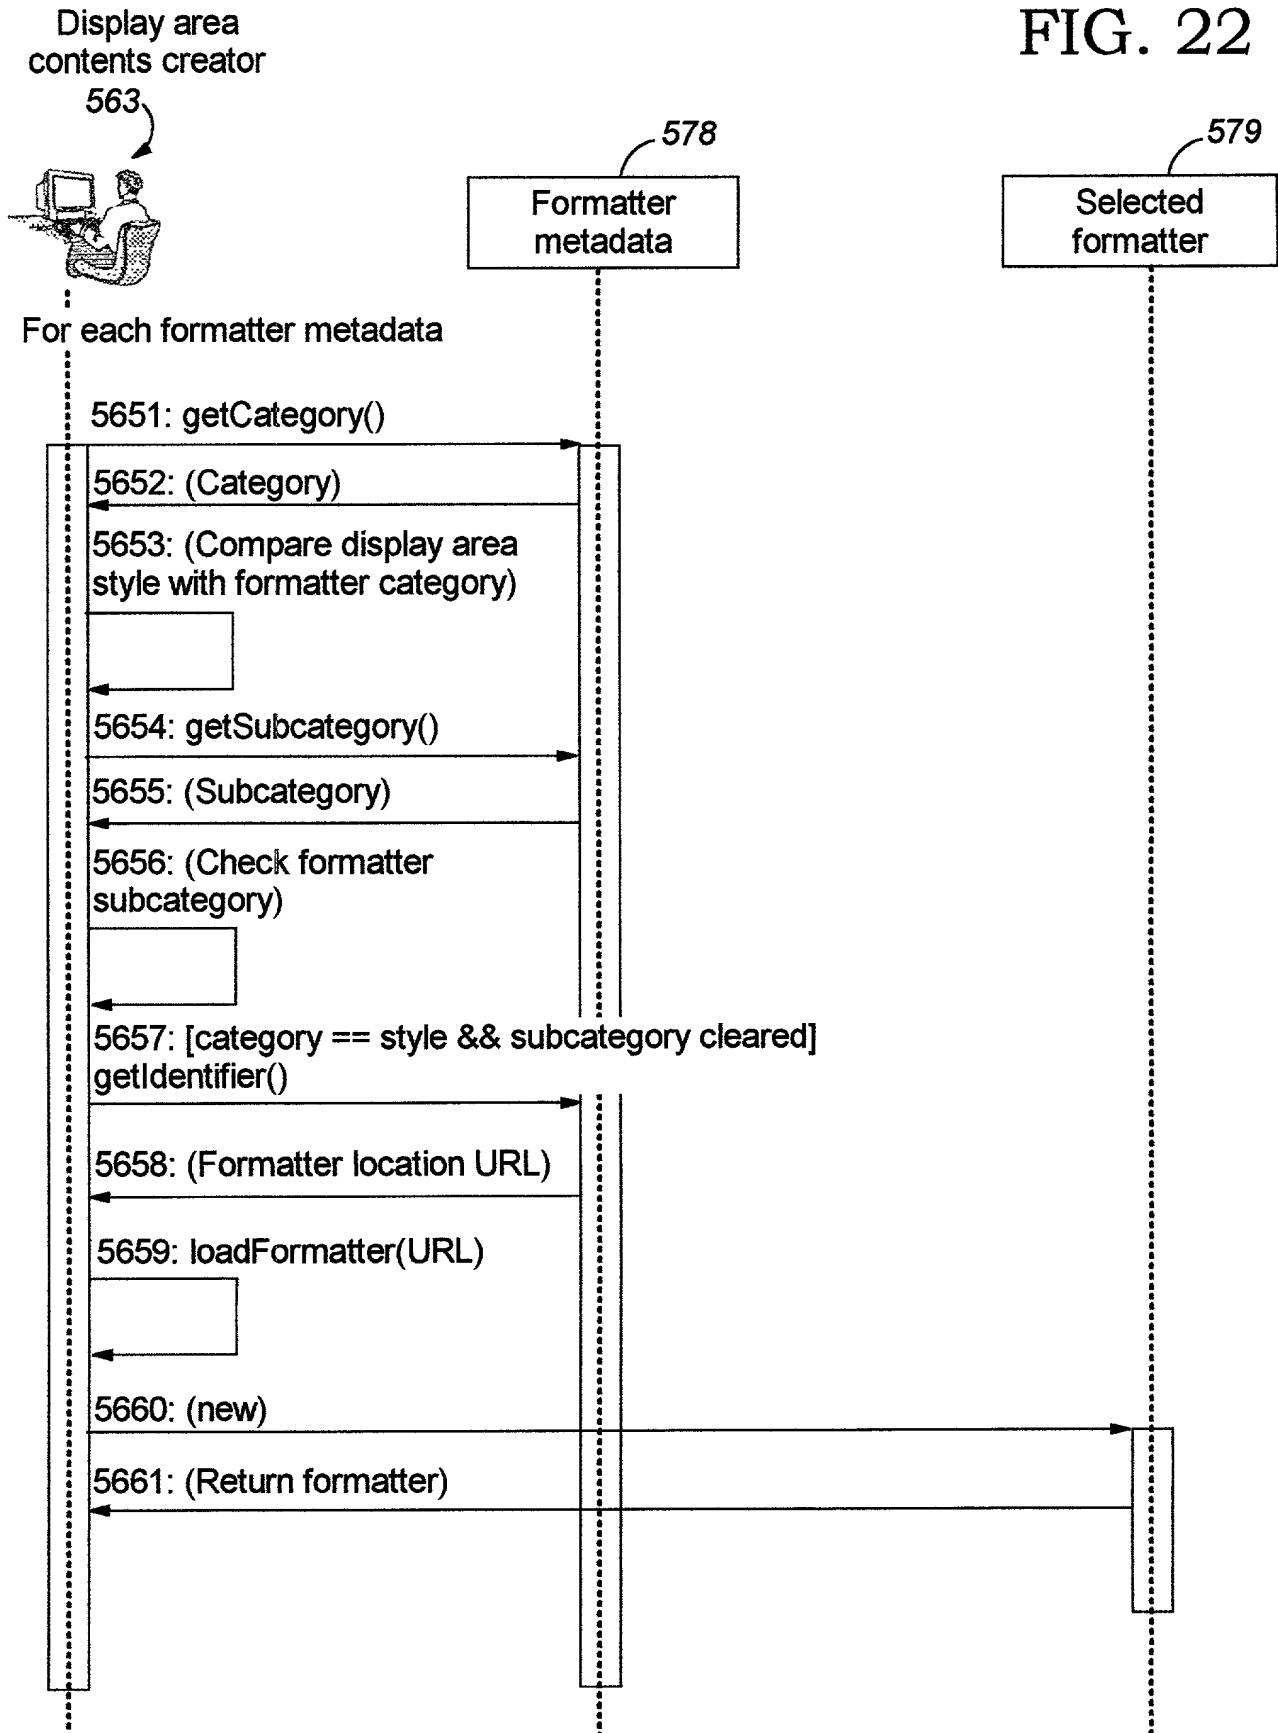 FIG. 22
Display area
contents creator
563
578
579
Formatter
metadata
Selected
formatter
For each formatter metadata
5651: getCategory()
5652: (Category)
5653: (Compare display area
style with formatter category)
5654: getSubcategory()
5655: (Subcategory)
5656: (Check formatter
subcategory)
5657: [category == style && subcategory cleared]
getIdentifier()
5658: (Formatter location URL)
5659: loadFormatter(URL)
5660: (new)
5661: (Return formatter)